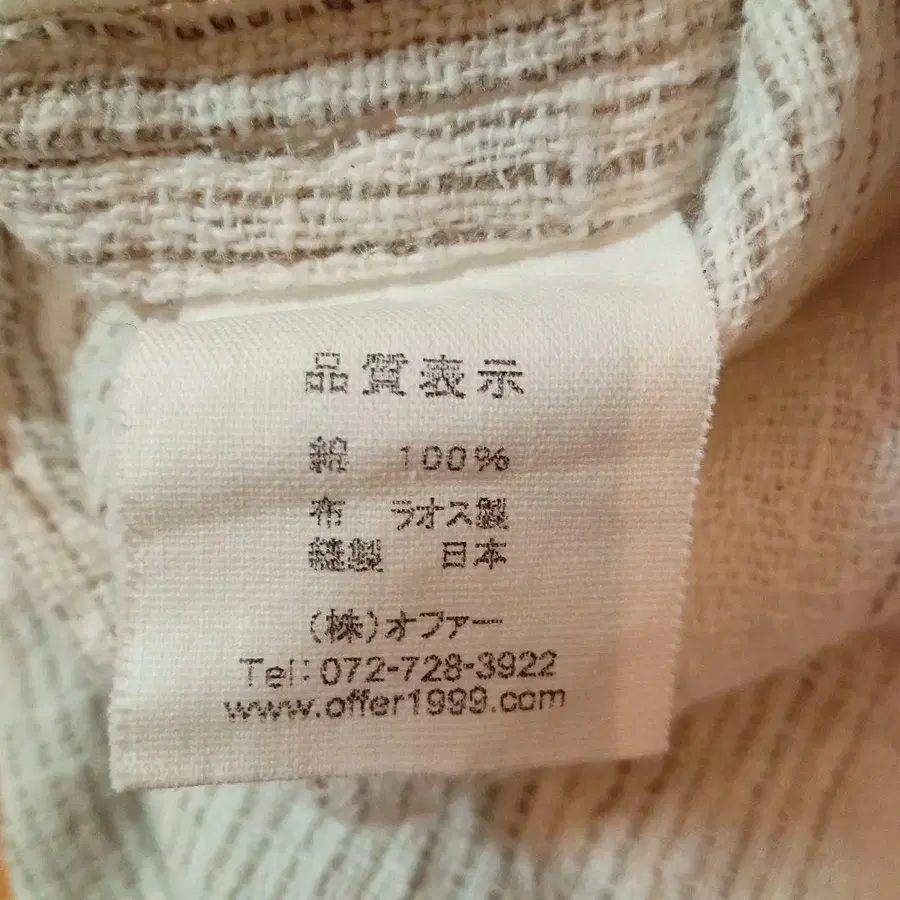 品質表示
綿 100%
布 ラオス製
縫製 日本
(株)オファー
Tel:072-728-3922
www.offer1999.com